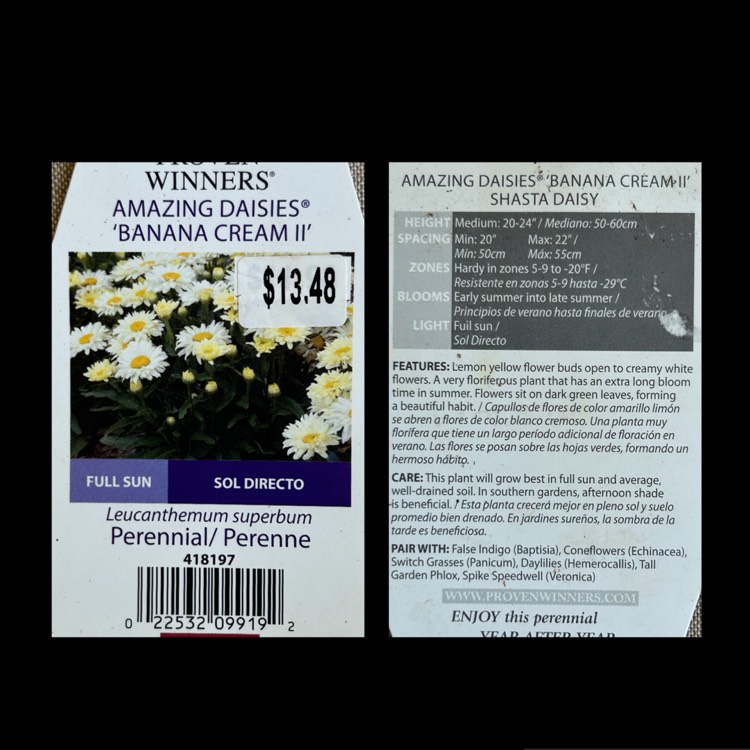 PROVEN
WINNERS®
AMAZING DAISIES®
'BANANA CREAM II'
$13.48
FULL SUN SOL DIRECTO
Leucanthemum superbum
Perennial/ Perenne
418197
0 22532 09919 2
AMAZING DAISIES® 'BANANA CREAM II'
SHASTA DAISY
HEIGHT Medium: 20-24" / Mediano: 50-60cm
SPACING Min: 20" Max: 22" /
Mín: 50cm Máx: 55cm
ZONES Hardy in zones 5-9 to -20°F /
Resistente en zonas 5-9 hasta -29°C
BLOOMS Early summer into late summer /
Principios de verano hasta finales de verano
LIGHT Full sun /
Sol Directo
FEATURES: Lemon yellow flower buds open to creamy white
flowers. A very floriferous plant that has an extra long bloom
time in summer. Flowers sit on dark green leaves, forming
a beautiful habit. / Capullos de flores de color amarillo limón
se abren a flores de color blanco cremoso. Una planta muy
florífera que tiene un largo período adicional de floración en
verano. Las flores se posan sobre las hojas verdes, formando un
hermoso hábito.
CARE: This plant will grow best in full sun and average,
well-drained soil. In southern gardens, afternoon shade
is beneficial. / Esta planta crecerá mejor en pleno sol y suelo
promedio bien drenado. En jardines sureños, la sombra de la
tarde es beneficiosa.
PAIR WITH: False Indigo (Baptisia), Coneflowers (Echinacea),
Switch Grasses (Panicum), Daylilies (Hemerocallis), Tall
Garden Phlox, Spike Speedwell (Veronica)
WWW.PROVENWINNERS.COM
ENJOY this perennial
YEAR AFTER YEAR